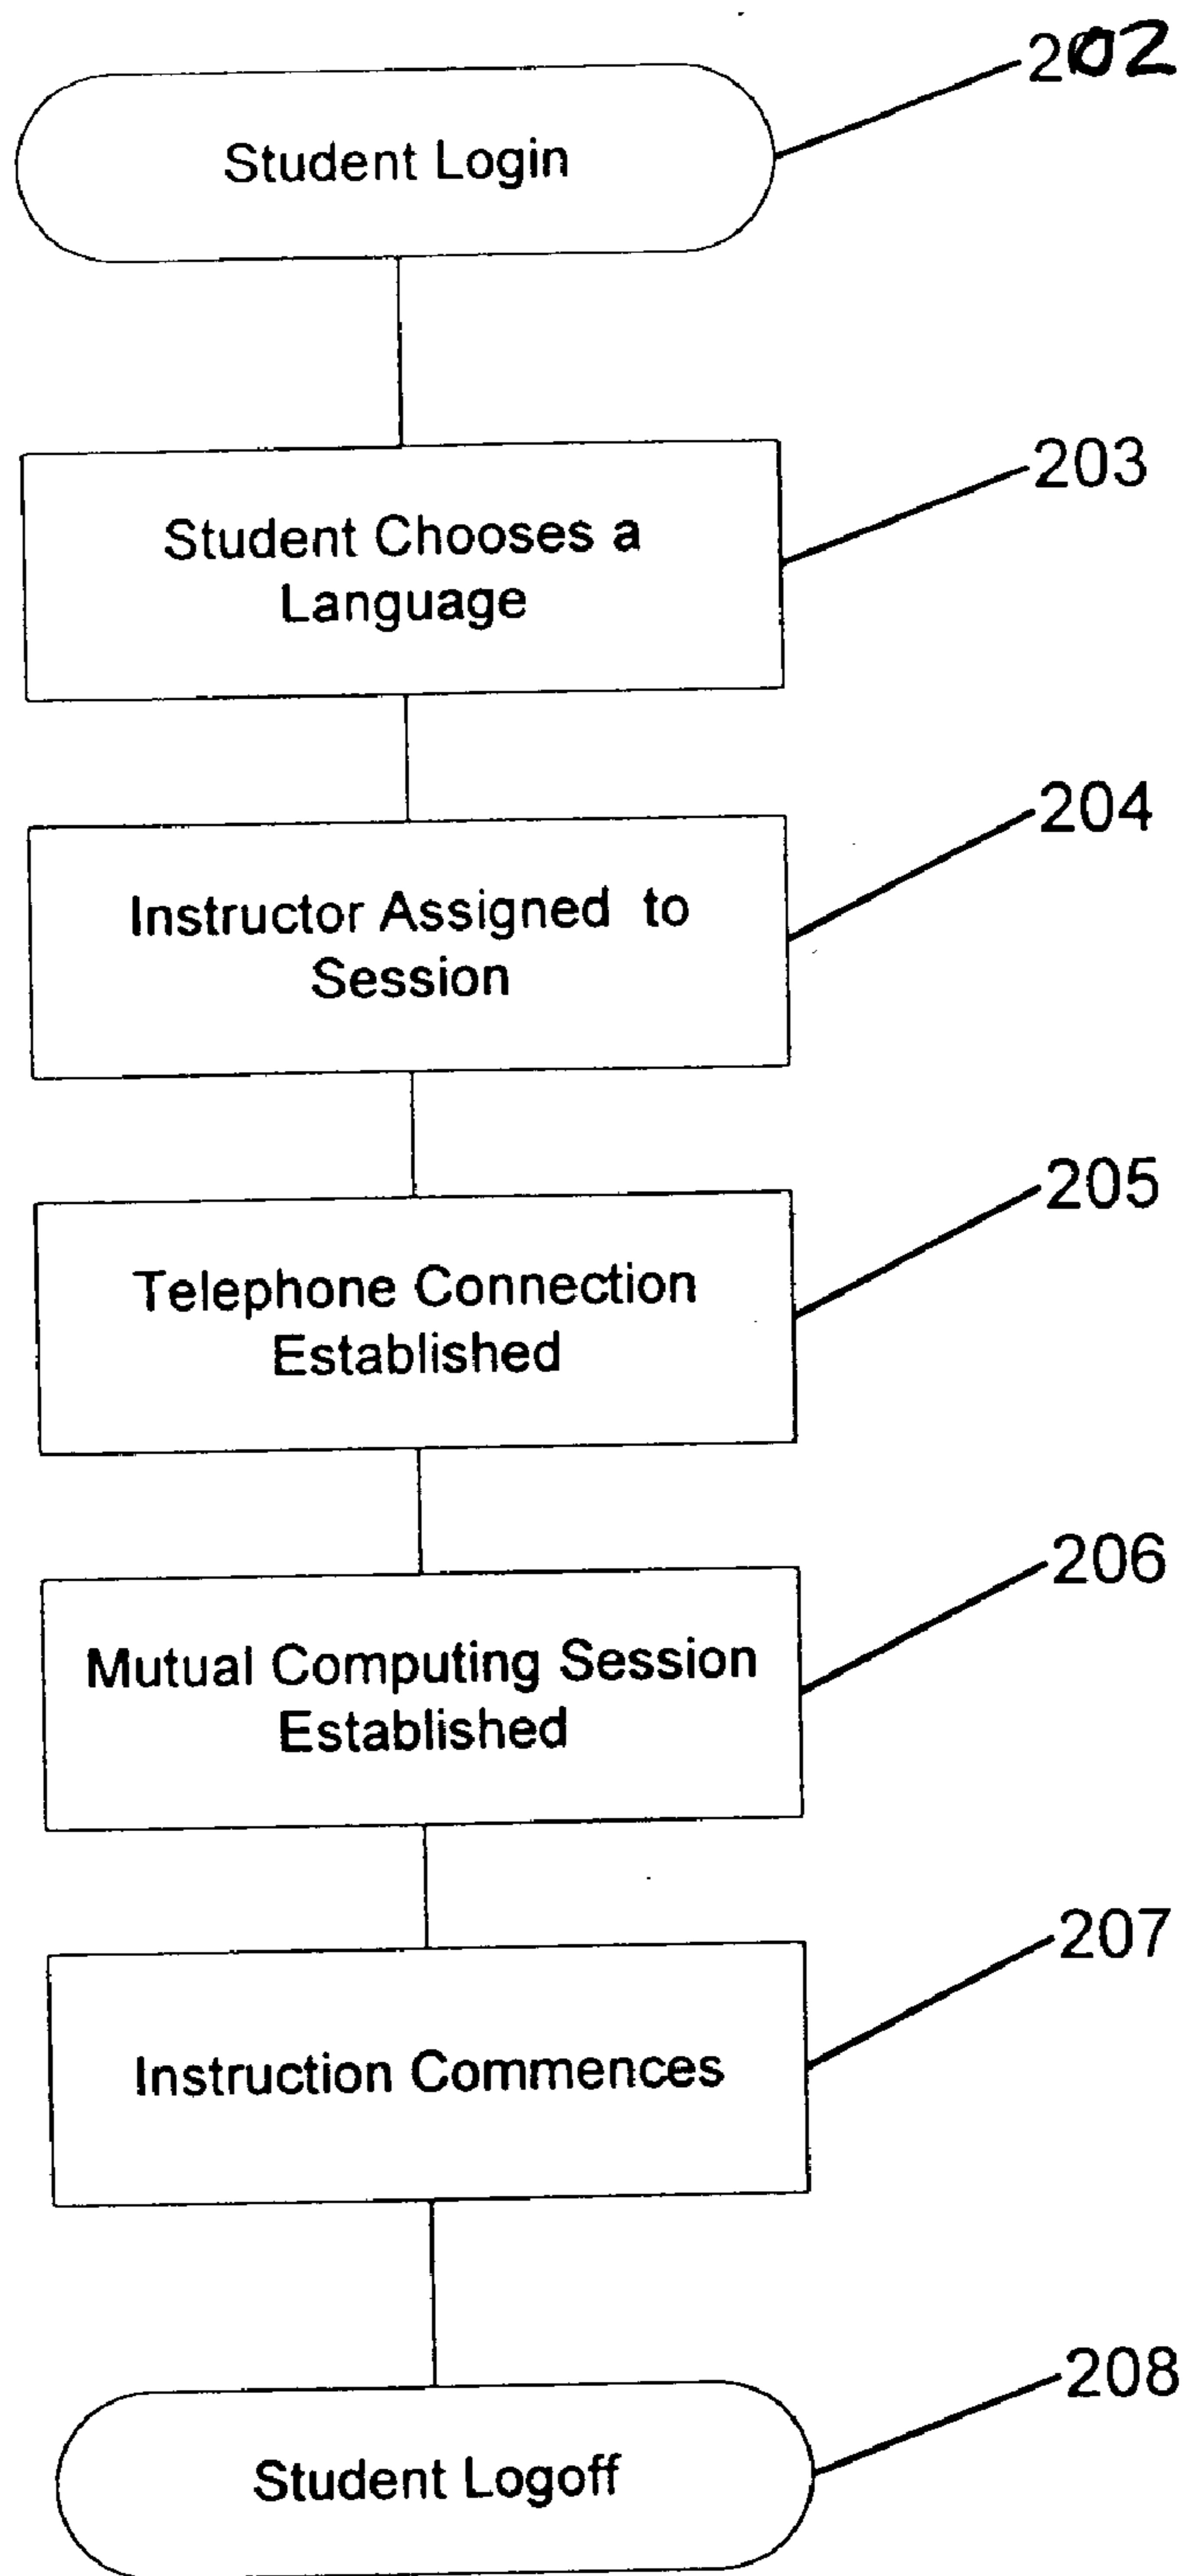 202
Student Login
203
Student Chooses a
Language
204
Instructor Assigned to
Session
205
Telephone Connection
Established
206
Mutual Computing Session
Established
207
Instruction Commences
208
Student Logoff